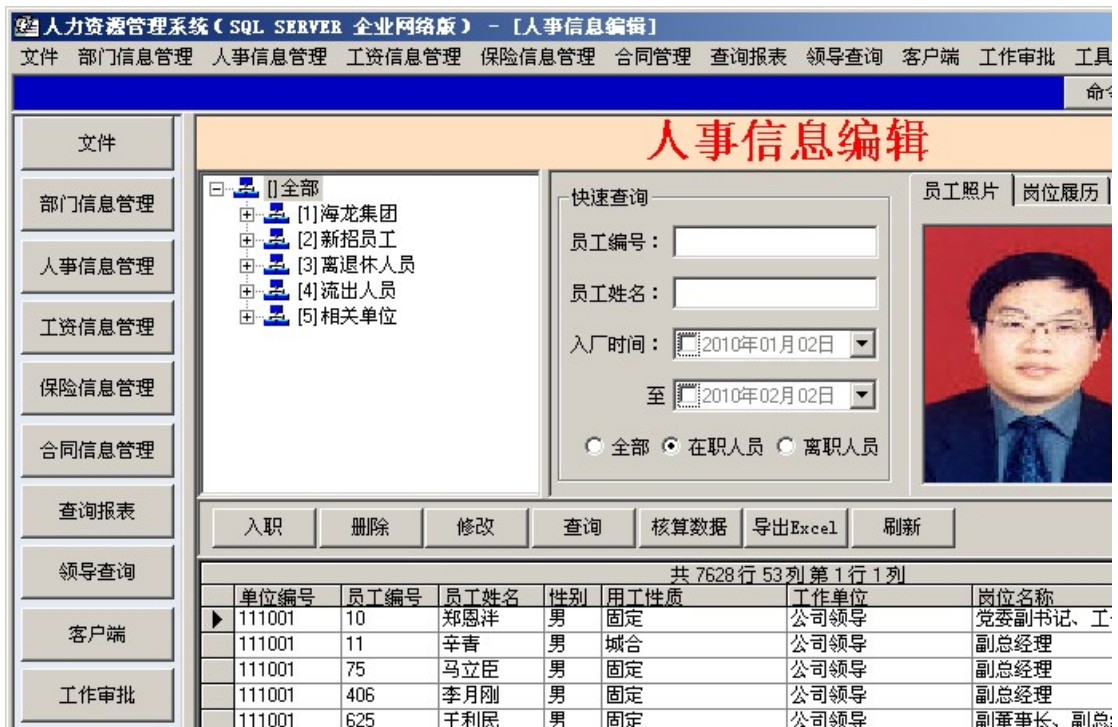 人力资源管理系统(SQL SERVER 企业网络版) - [人事信息编辑]
文件 部门信息管理 人事信息管理 工资信息管理 保险信息管理 合同管理 查询报表 领导查询 客户端 工作审批 工具
命令
人事信息编辑
文件
部门信息管理
人事信息管理
工资信息管理
保险信息管理
合同信息管理
查询报表
领导查询
客户端
工作审批
[]全部
[1]海龙集团
[2]新招员工
[3]离退休人员
[4]流出人员
[5]相关单位
快速查询
员工编号：
员工姓名：
入厂时间： 2010年01月02日
至 2010年02月02日
全部 在职人员 离职人员
员工照片 岗位履历
入职 删除 修改 查询 核算数据 导出Excel 刷新
共 7628行 53列 第 1行 1列
单位编号 员工编号 员工姓名 性别 用工性质 工作单位 岗位名称
111001 10 郑恩泮 男 固定 公司领导 党委副书记、工
111001 11 辛青 男 城合 公司领导 副总经理
111001 75 马立臣 男 固定 公司领导 副总经理
111001 406 李月刚 男 固定 公司领导 副总经理
111001 625 王利民 男 固定 公司领导 副董事长、副总